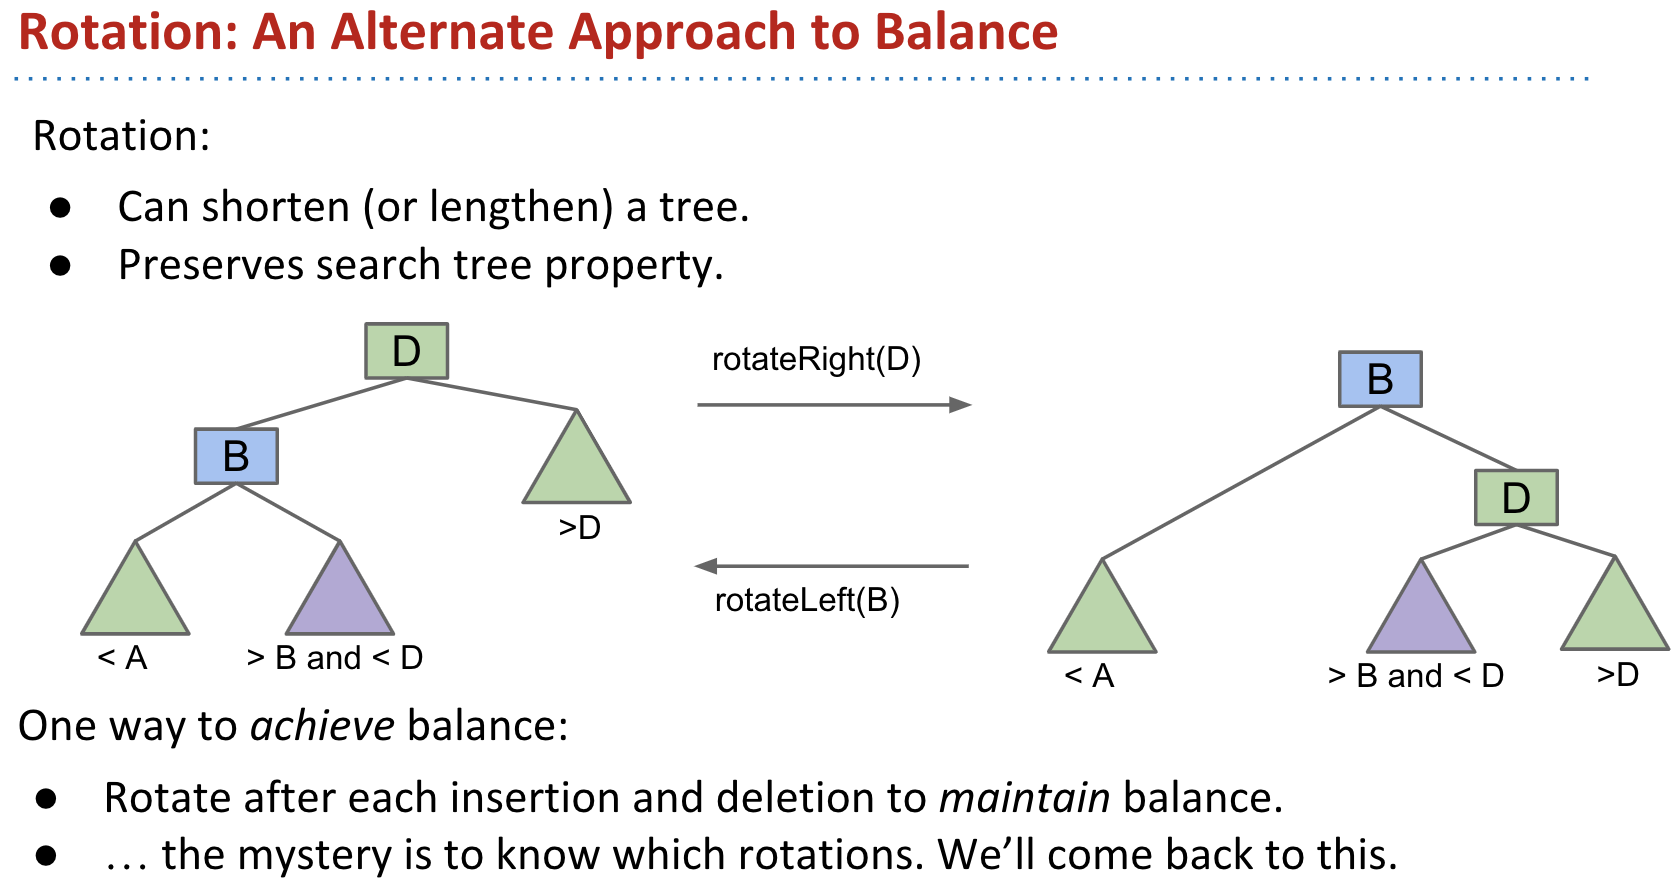 Rotation: An Alternate Approach to Balance
Rotation:
● Can shorten (or lengthen) a tree.
● Preserves search tree property.
D
B
>D
< A
> B and < D
rotateRight(D)
rotateLeft(B)
B
D
< A
> B and < D
>D
One way to achieve balance:
● Rotate after each insertion and deletion to maintain balance.
● … the mystery is to know which rotations. We’ll come back to this.